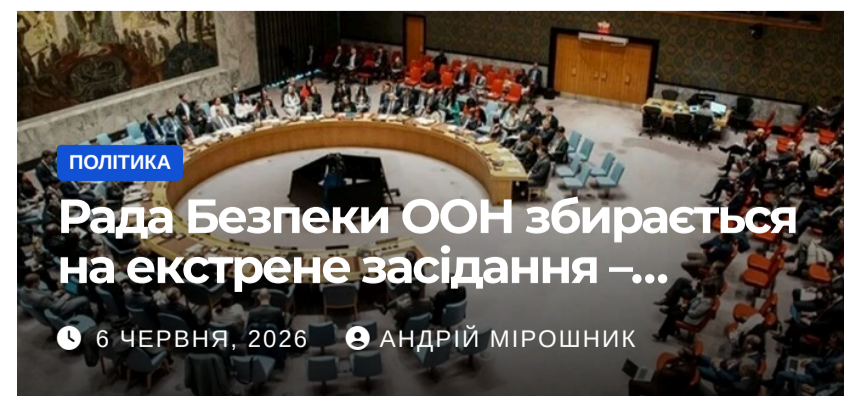 ПОЛІТИКА
Рада Безпеки ООН збирається
на екстрене засідання –...
6 ЧЕРВНЯ, 2026 АНДРІЙ МІРОШНИК